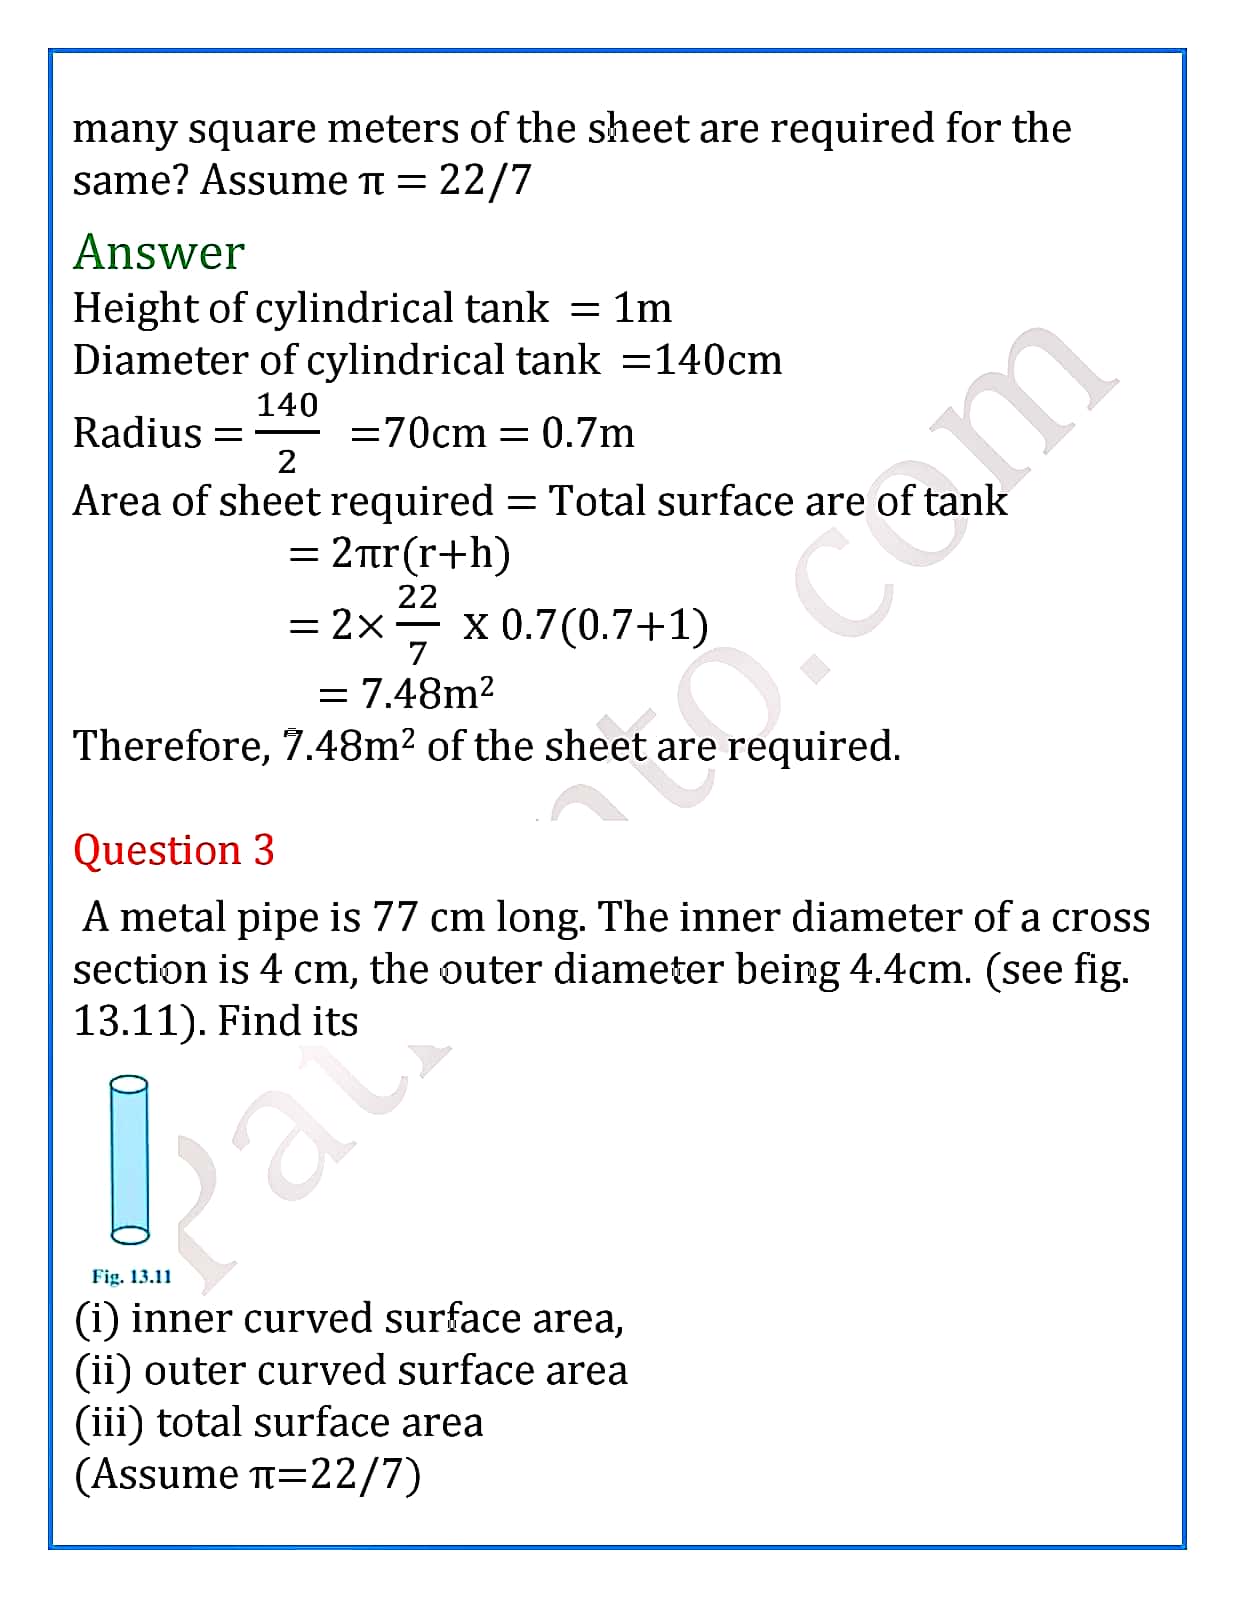 many square meters of the sheet are required for the
same? Assume π = 22/7
Answer
Height of cylindrical tank = 1m
Diameter of cylindrical tank =140cm
Radius = 140/2 =70cm = 0.7m
Area of sheet required = Total surface are of tank
= 2πr(r+h)
= 2× 22/7 x 0.7(0.7+1)
= 7.48m²
Therefore, 7.48m² of the sheet are required.
Question 3
A metal pipe is 77 cm long. The inner diameter of a cross
section is 4 cm, the outer diameter being 4.4cm. (see fig.
13.11). Find its
Fig. 13.11
(i) inner curved surface area,
(ii) outer curved surface area
(iii) total surface area
(Assume π=22/7)